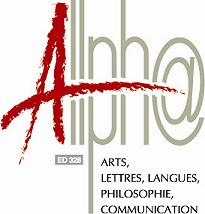 Allph@
ED 328
ARTS,
LETTRES, LANGUES,
PHILOSOPHIE,
COMMUNICATION